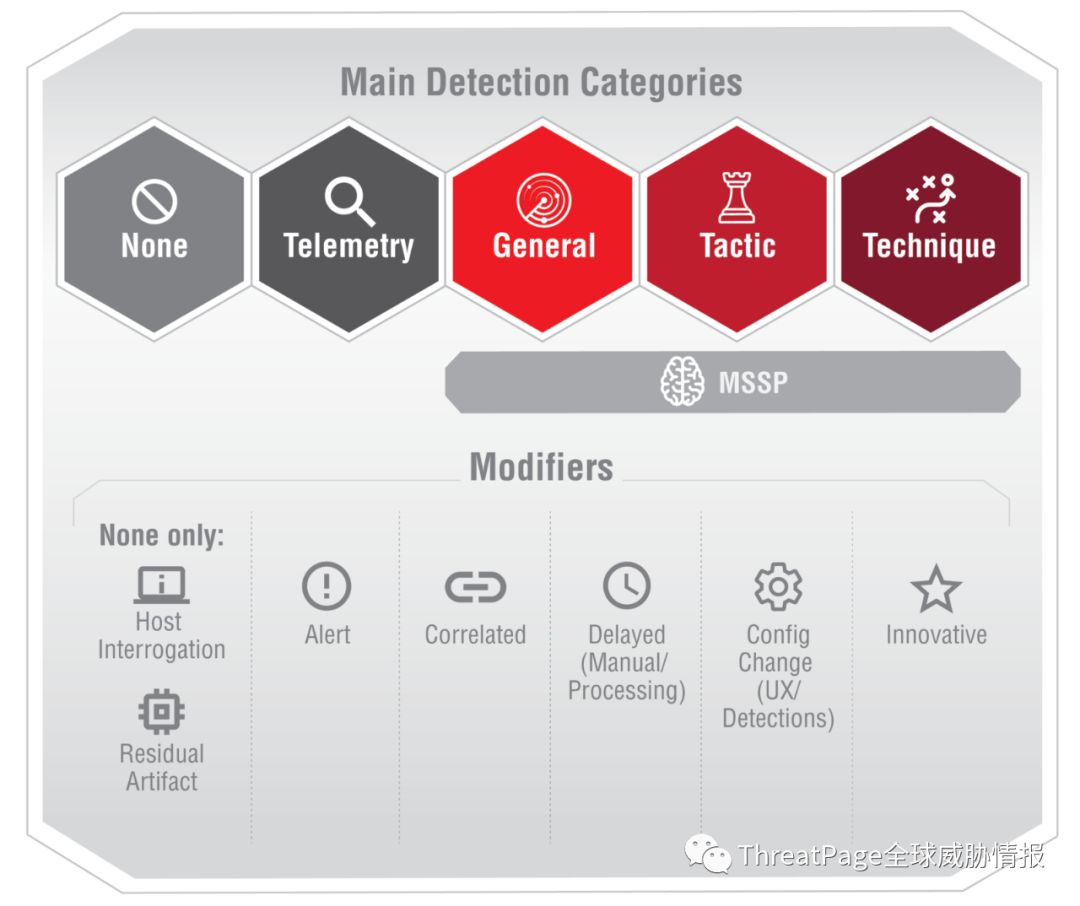 Main Detection Categories
None
Telemetry
General
Tactic
Technique
MSSP
Modifiers
None only:
Host
Interrogation
Residual
Artifact
Alert
Correlated
Delayed
(Manual/
Processing)
Config
Change
(UX/
Detections)
Innovative
ThreatPage全球威胁情报